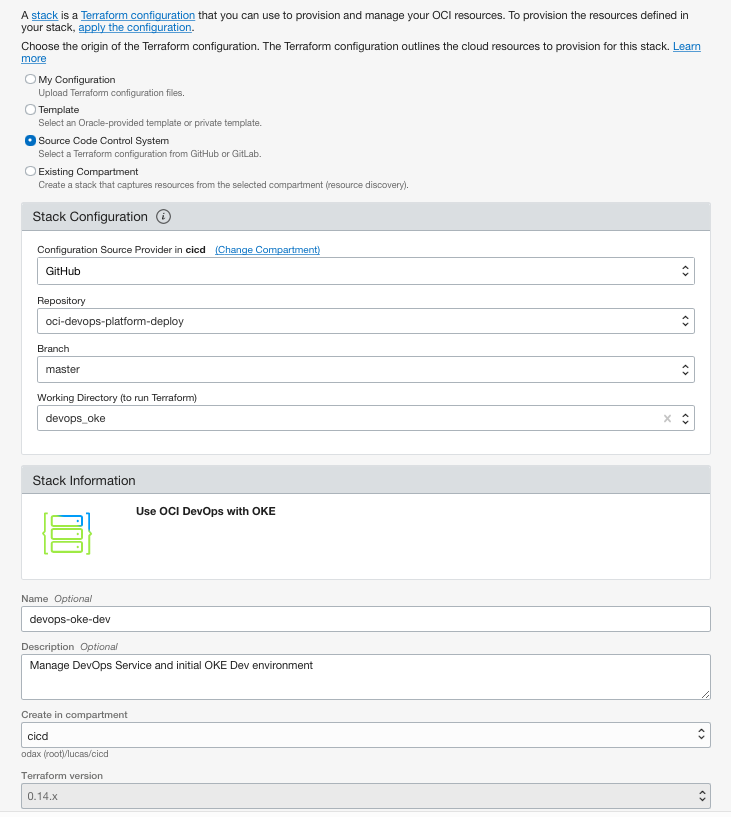 A stack is a Terraform configuration that you can use to provision and manage your OCI resources. To provision the resources defined in
your stack, apply the configuration.
Choose the origin of the Terraform configuration. The Terraform configuration outlines the cloud resources to provision for this stack. Learn
more
My Configuration
Upload Terraform configuration files.
Template
Select an Oracle-provided template or private template.
Source Code Control System
Select a Terraform configuration from GitHub or GitLab.
Existing Compartment
Create a stack that captures resources from the selected compartment (resource discovery).
Stack Configuration i
Configuration Source Provider in cicd (Change Compartment)
GitHub
Repository
oci-devops-platform-deploy
Branch
master
Working Directory (to run Terraform)
devops_oke
Stack Information
Use OCI DevOps with OKE
Name Optional
devops-oke-dev
Description Optional
Manage DevOps Service and initial OKE Dev environment
Create in compartment
cicd
odax (root)/lucas/cicd
Terraform version
0.14.x